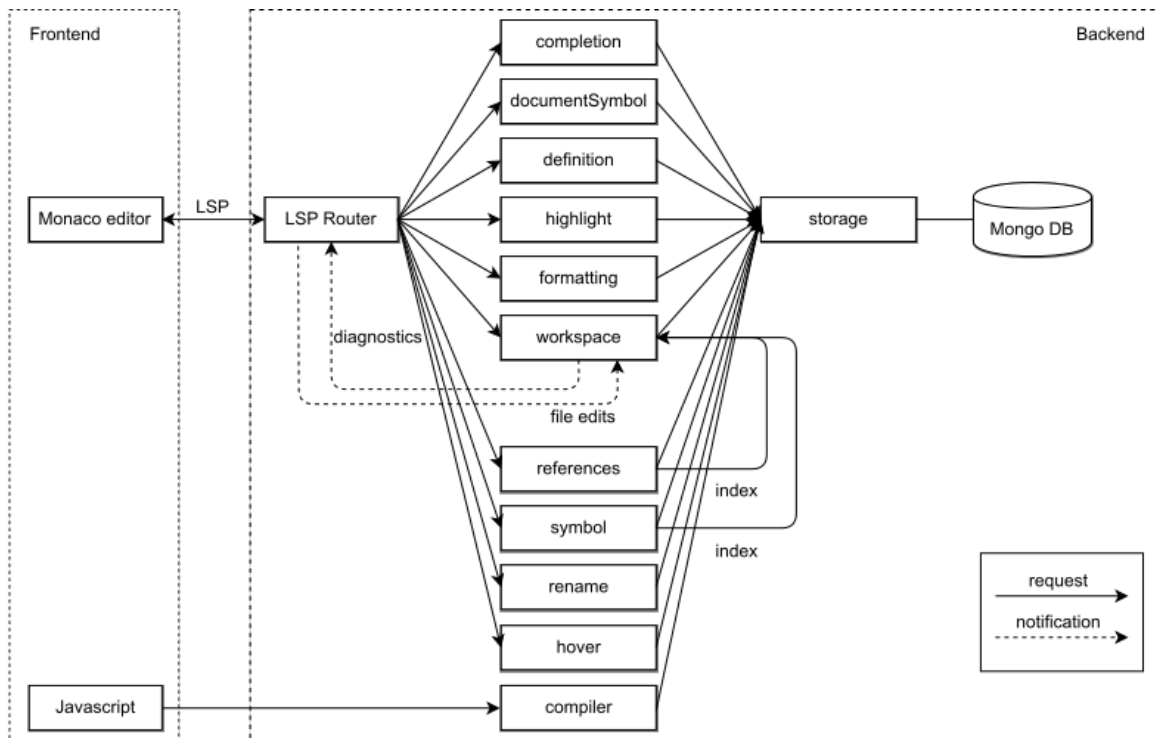 Frontend
Backend
completion
documentSymbol
definition
Monaco editor
LSP
LSP Router
highlight
storage
Mongo DB
formatting
diagnostics
workspace
file edits
references
index
symbol
index
rename
hover
request
notification
Javascript
compiler